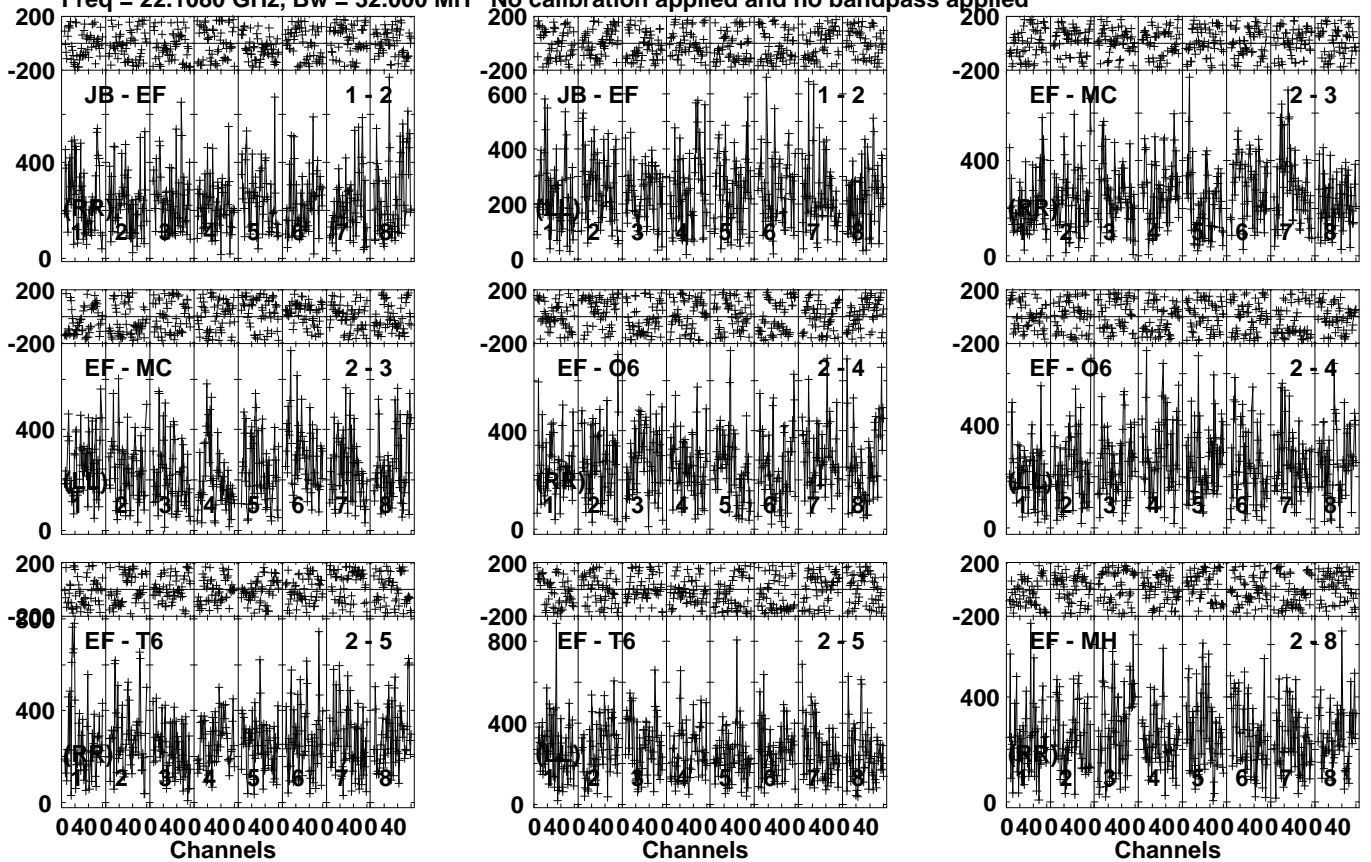 Freq = 22.1080 GHz, Bw = 32.000 MH No calibration applied and no bandpass applied
200 200 200
-200 -200 -200
JB - EF 1 - 2 600 JB - EF 1 - 2 EF - MC 2 - 3
400 400 400
200
(RR) (LL) (RR)
1 2 3 4 5 6 7 8 1 2 3 4 5 6 7 8 1 2 3 4 5 6 7 8
0 0 0
200 200 200
-200 -200 -200
EF - MC 2 - 3 EF - O6 2 - 4 EF - O6 2 - 4
400 400 400
(LL) (RR) (LL)
1 2 3 4 5 6 7 8 1 2 3 4 5 6 7 8 1 2 3 4 5 6 7 8
0 0 0
200 200 200
-200 -200 -200
800
EF - T6 2 - 5 800 EF - T6 2 - 5 EF - MH 2 - 8
400 400 400
(RR) (LL) (RR)
1 2 3 4 5 6 7 8 1 2 3 4 5 6 7 8 1 2 3 4 5 6 7 8
0 0 0
0 40 0 40 0 40 0 40 0 40 0 40 0 40 0 40 0 40 0 40 0 40 0 40 0 40 0 40 0 40 0 40 0 40 0 40 0 40 0 40 0 40 0 40 0 40 0 40
Channels Channels Channels